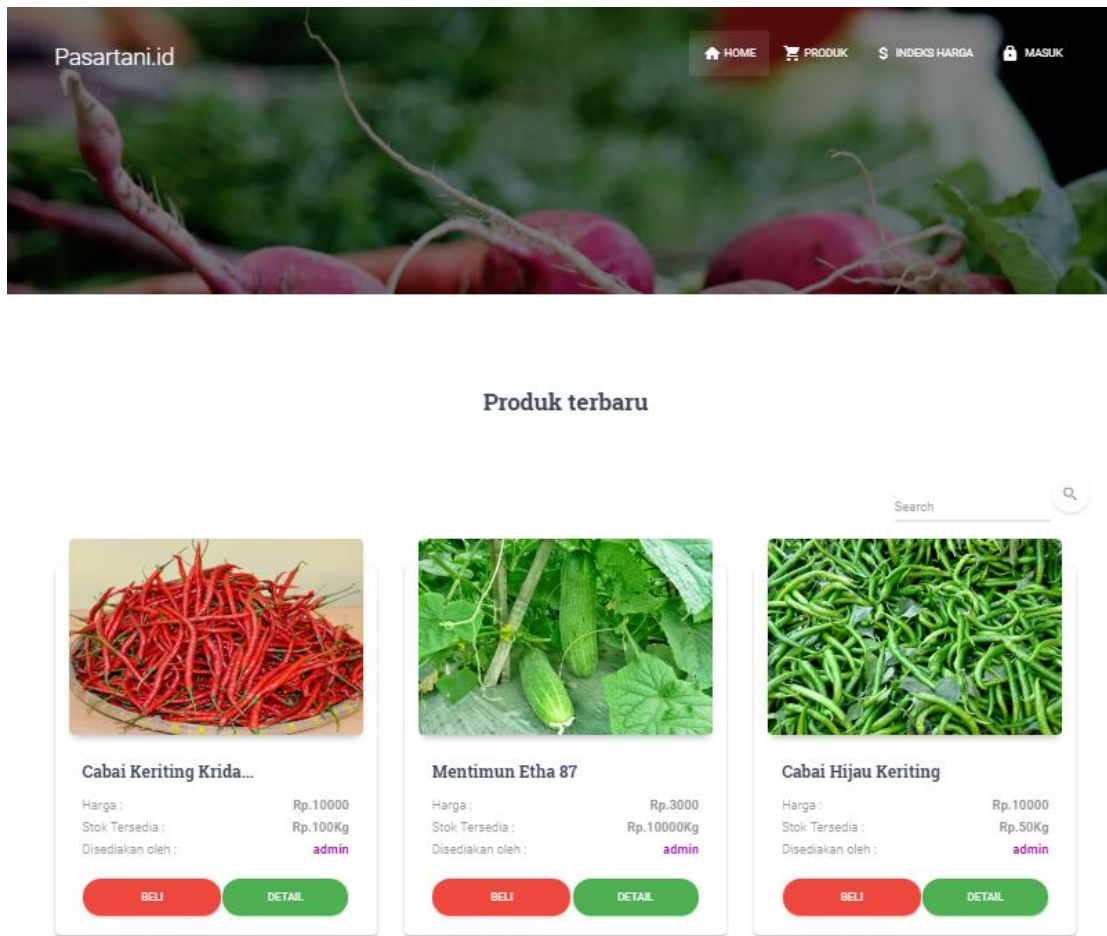 Pasartani.id
HOME PRODUK $ INDEKS HARGA MASUK
Produk terbaru
Search
Cabai Keriting Krida...
Harga : Rp.10000
Stok Tersedia : Rp.100Kg
Disediakan oleh : admin
BELI DETAIL
Mentimun Etha 87
Harga : Rp.3000
Stok Tersedia : Rp.10000Kg
Disediakan oleh : admin
BELI DETAIL
Cabai Hijau Keriting
Harga : Rp.10000
Stok Tersedia : Rp.50Kg
Disediakan oleh : admin
BELI DETAIL